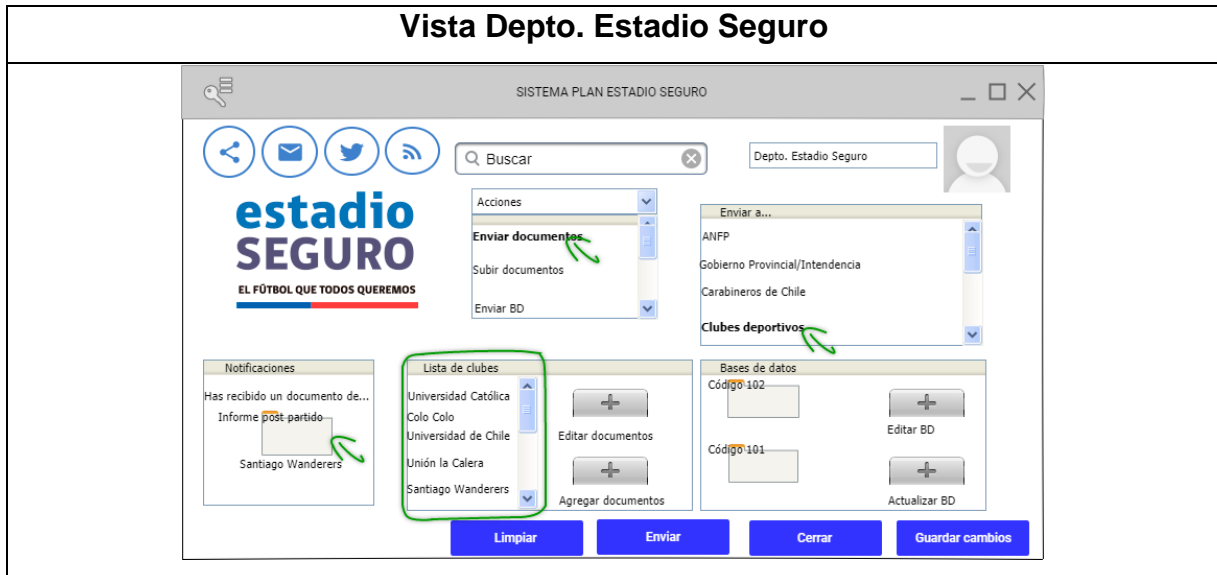 Vista Depto. Estadio Seguro
SISTEMA PLAN ESTADIO SEGURO
Buscar
Depto. Estadio Seguro
estadio
SEGURO
EL FÚTBOL QUE TODOS QUEREMOS
Acciones
Enviar documentos
Subir documentos
Enviar BD
Enviar a...
ANFP
Gobierno Provincial/Intendencia
Carabineros de Chile
Clubes deportivos
Notificaciones
Has recibido un documento de...
Informe post partido
Santiago Wanderers
Lista de clubes
Universidad Católica
Colo Colo
Universidad de Chile
Unión la Calera
Santiago Wanderers
Editar documentos
Agregar documentos
Bases de datos
Código 102
Código 101
Editar BD
Actualizar BD
Limpiar
Enviar
Cerrar
Guardar cambios